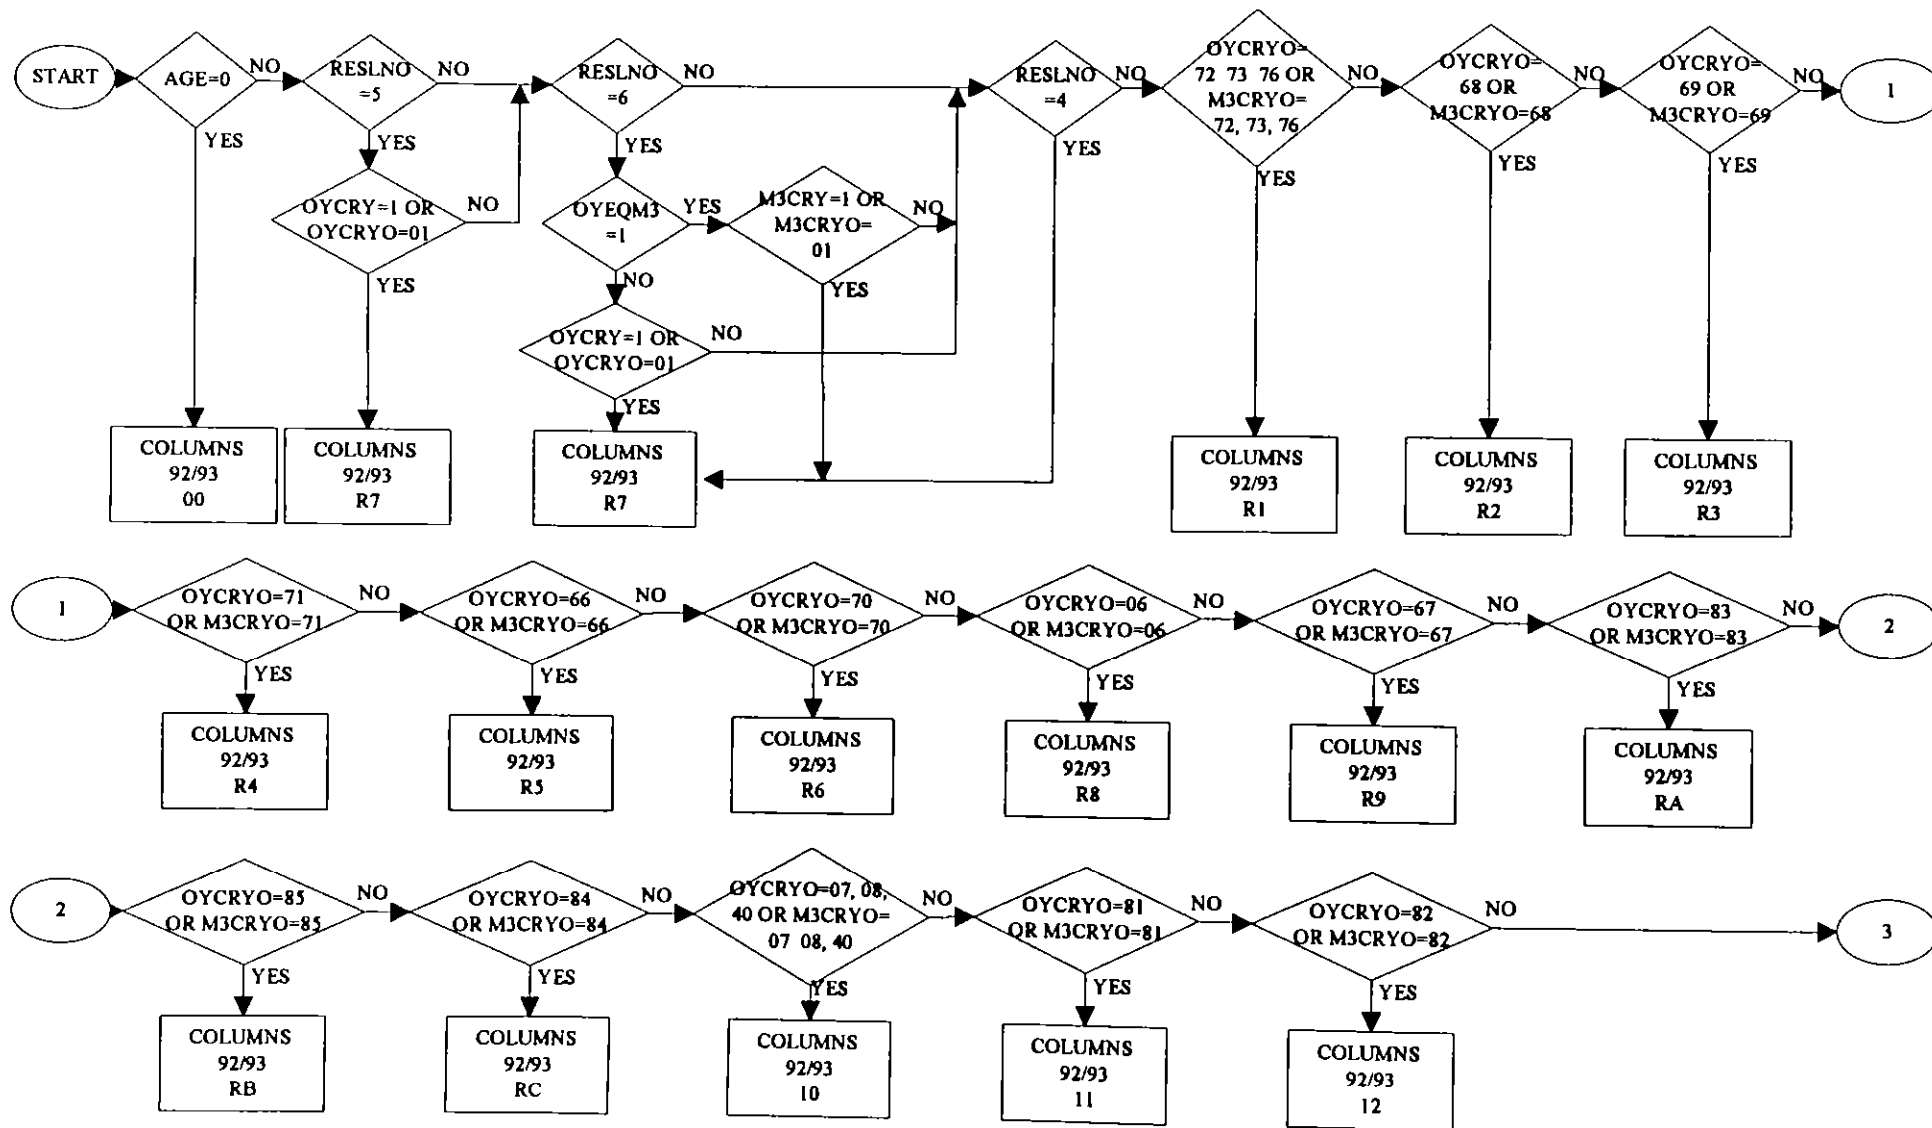 START
AGE=0
NO
YES
RESLNO
=5
NO
YES
OYCRY=1 OR
OYCRYO=01
NO
YES
RESLNO
=6
NO
YES
OYEQM3
=1
YES
NO
M3CRY=1 OR
M3CRYO=
01
NO
YES
OYCRY=1 OR
OYCRYO=01
NO
YES
RESLNO
=4
NO
YES
OYCRYO=
72 73 76 OR
M3CRYO=
72, 73, 76
NO
YES
OYCRYO=
68 OR
M3CRYO=68
NO
YES
OYCRYO=
69 OR
M3CRYO=69
NO
YES
1
COLUMNS
92/93
00
COLUMNS
92/93
R7
COLUMNS
92/93
R7
COLUMNS
92/93
R1
COLUMNS
92/93
R2
COLUMNS
92/93
R3
1
OYCRYO=71
OR M3CRYO=71
NO
YES
OYCRYO=66
OR M3CRYO=66
NO
YES
OYCRYO=70
OR M3CRYO=70
NO
YES
OYCRYO=06
OR M3CRYO=06
NO
YES
OYCRYO=67
OR M3CRYO=67
NO
YES
OYCRYO=83
OR M3CRYO=83
NO
YES
2
COLUMNS
92/93
R4
COLUMNS
92/93
R5
COLUMNS
92/93
R6
COLUMNS
92/93
R8
COLUMNS
92/93
R9
COLUMNS
92/93
RA
2
OYCRYO=85
OR M3CRYO=85
NO
YES
OYCRYO=84
OR M3CRYO=84
NO
YES
OYCRYO=07, 08,
40 OR M3CRYO=
07 08, 40
NO
YES
OYCRYO=81
OR M3CRYO=81
NO
YES
OYCRYO=82
OR M3CRYO=82
NO
YES
3
COLUMNS
92/93
RB
COLUMNS
92/93
RC
COLUMNS
92/93
10
COLUMNS
92/93
11
COLUMNS
92/93
12